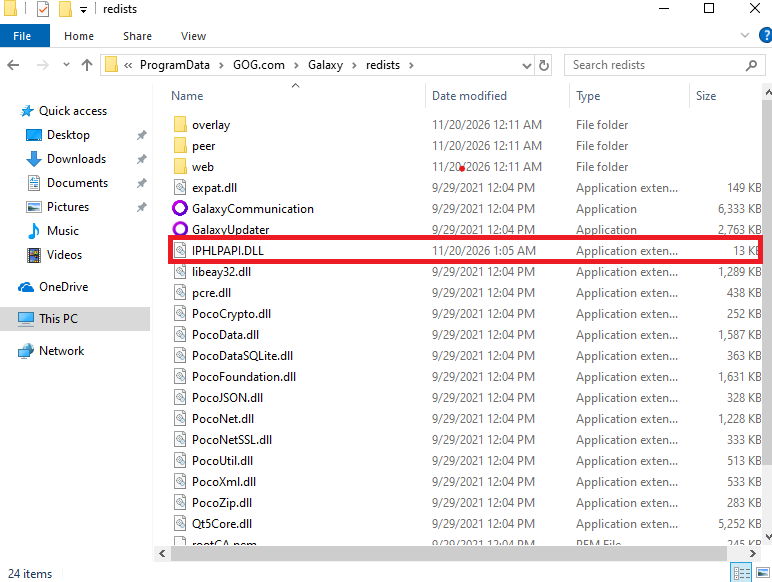 redists
File Home Share View
« ProgramData > GOG.com > Galaxy > redists > Search redists
Name Date modified Type Size
Quick access
Desktop
Downloads
Documents
Pictures
Music
Videos
OneDrive
This PC
Network
overlay 11/20/2026 12:11 AM File folder
peer 11/20/2026 12:11 AM File folder
web 11/20/2026 12:11 AM File folder
expat.dll 9/29/2021 12:04 PM Application exten... 149 KB
GalaxyCommunication 9/29/2021 12:04 PM Application 6,333 KB
GalaxyUpdater 9/29/2021 12:04 PM Application 2,763 KB
IPHLPAPI.DLL 11/20/2026 1:05 AM Application exten... 13 KB
libeay32.dll 9/29/2021 12:04 PM Application exten... 1,289 KB
pcre.dll 9/29/2021 12:04 PM Application exten... 438 KB
PocoCrypto.dll 9/29/2021 12:04 PM Application exten... 252 KB
PocoData.dll 9/29/2021 12:04 PM Application exten... 1,587 KB
PocoDataSQLite.dll 9/29/2021 12:04 PM Application exten... 363 KB
PocoFoundation.dll 9/29/2021 12:04 PM Application exten... 1,631 KB
PocoJSON.dll 9/29/2021 12:04 PM Application exten... 328 KB
PocoNet.dll 9/29/2021 12:04 PM Application exten... 1,228 KB
PocoNetSSL.dll 9/29/2021 12:04 PM Application exten... 333 KB
PocoUtil.dll 9/29/2021 12:04 PM Application exten... 513 KB
PocoXml.dll 9/29/2021 12:04 PM Application exten... 533 KB
PocoZip.dll 9/29/2021 12:04 PM Application exten... 283 KB
Qt5Core.dll 9/29/2021 12:04 PM Application exten... 5,252 KB
rootCA.pem 9/29/2021 12:04 PM PEM File 245 KB
24 items